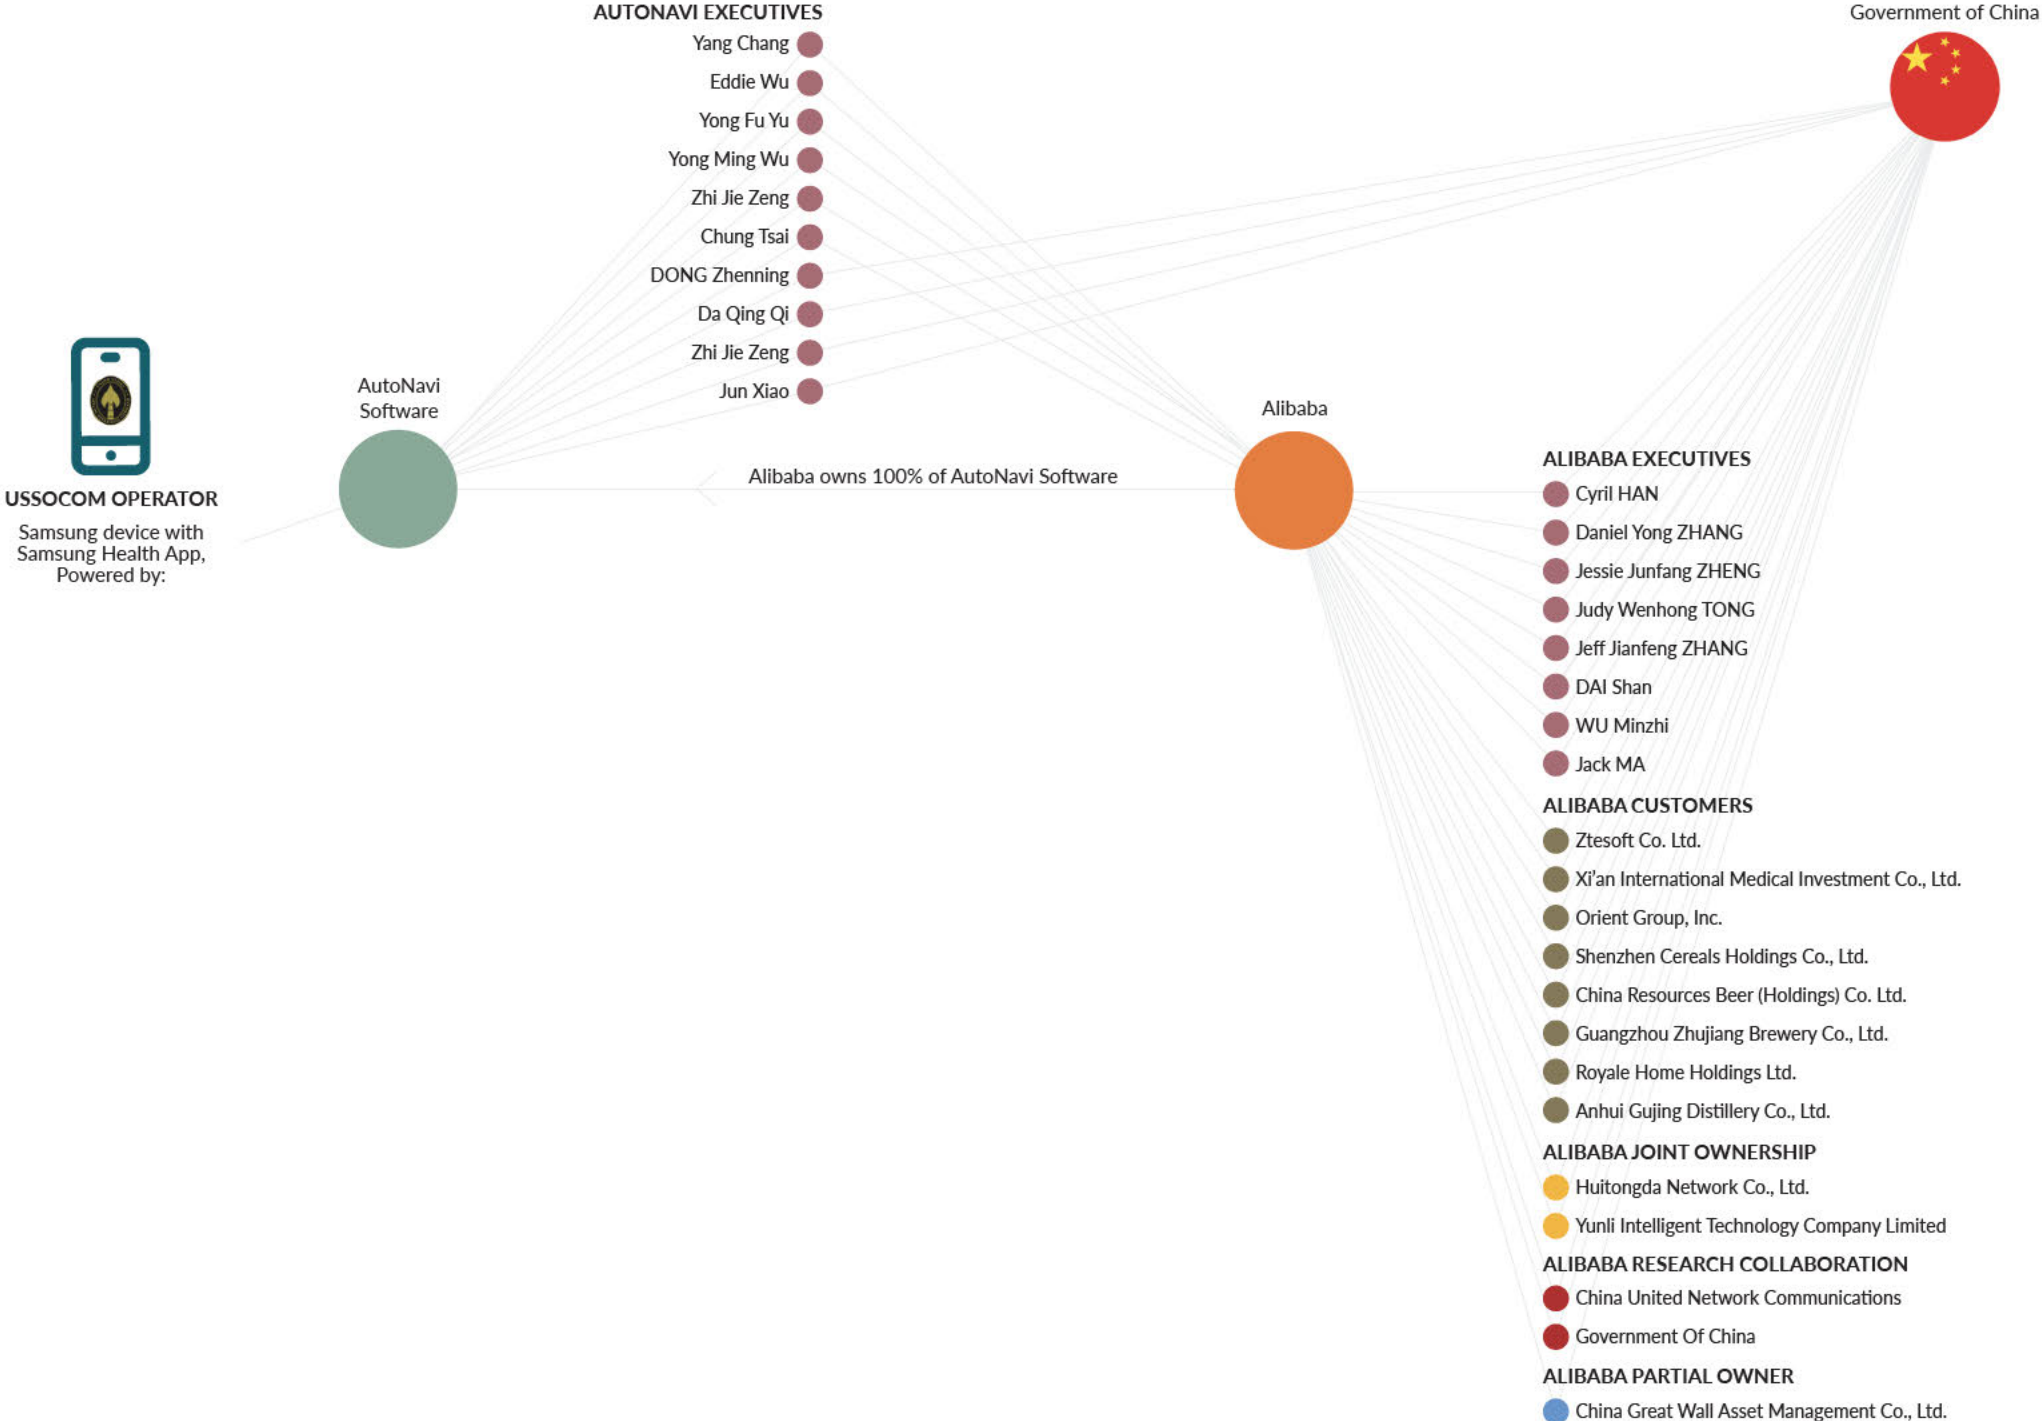 AUTONAVI EXECUTIVES
Yang Chang
Eddie Wu
Yong Fu Yu
Yong Ming Wu
Zhi Jie Zeng
Chung Tsai
DONG Zhenning
Da Qing Qi
Zhi Jie Zeng
Jun Xiao
Government of China
USSOCOM OPERATOR
Samsung device with
Samsung Health App,
Powered by:
AutoNavi
Software
Alibaba owns 100% of AutoNavi Software
Alibaba
ALIBABA EXECUTIVES
Cyril HAN
Daniel Yong ZHANG
Jessie Junfang ZHENG
Judy Wenhong TONG
Jeff Jianfeng ZHANG
DAI Shan
WU Minzhi
Jack MA
ALIBABA CUSTOMERS
Ztesoft Co. Ltd.
Xi’an International Medical Investment Co., Ltd.
Orient Group, Inc.
Shenzhen Cereals Holdings Co., Ltd.
China Resources Beer (Holdings) Co. Ltd.
Guangzhou Zhujiang Brewery Co., Ltd.
Royale Home Holdings Ltd.
Anhui Gujing Distillery Co., Ltd.
ALIBABA JOINT OWNERSHIP
Huitongda Network Co., Ltd.
Yunli Intelligent Technology Company Limited
ALIBABA RESEARCH COLLABORATION
China United Network Communications
Government Of China
ALIBABA PARTIAL OWNER
China Great Wall Asset Management Co., Ltd.